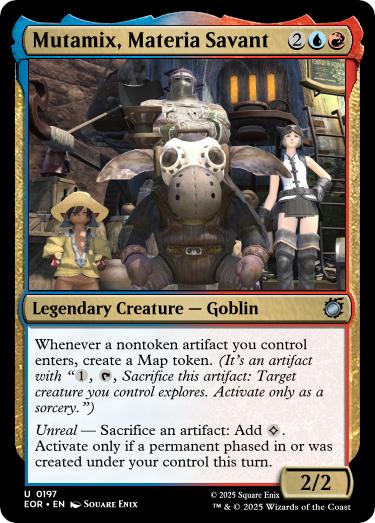 Mutamix, Materia Savant 2UR
Legendary Creature — Goblin
Whenever a nontoken artifact you control
enters, create a Map token. (It's an artifact
with “1, T, Sacrifice this artifact: Target
creature you control explores. Activate only as a
sorcery.”)
Unreal — Sacrifice an artifact: Add C.
Activate only if a permanent phased in or was
created under your control this turn.
2/2
U 0197
EOR • EN SQUARE ENIX
© 2025 Square Enix
™ & © 2025 Wizards of the Coast